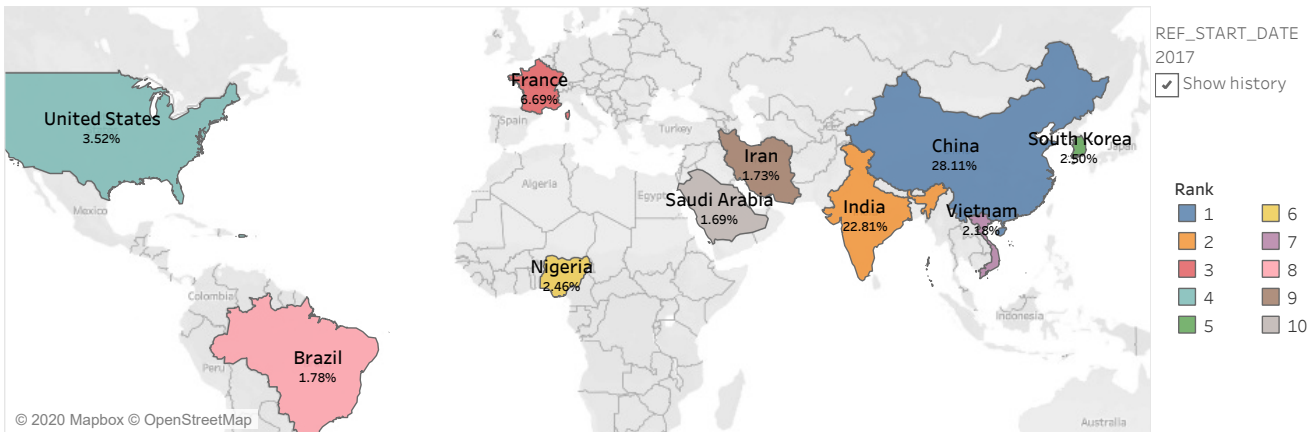 REF_START_DATE
2017
✔ Show history
France
6.69%
Spain
Turkey
United States
3.52%
Mexico
Algeria
Egypt
Iran
1.73%
Saudi Arabia
1.69%
China
28.11%
South Korea
2.50%
Japan
India
22.81%
Vietnam
2.18%
Nigeria
2.46%
Colombia
Indonesia
Peru
Brazil
1.78%
Australia
© 2020 Mapbox © OpenStreetMap
Rank
1
2
3
4
5
6
7
8
9
10